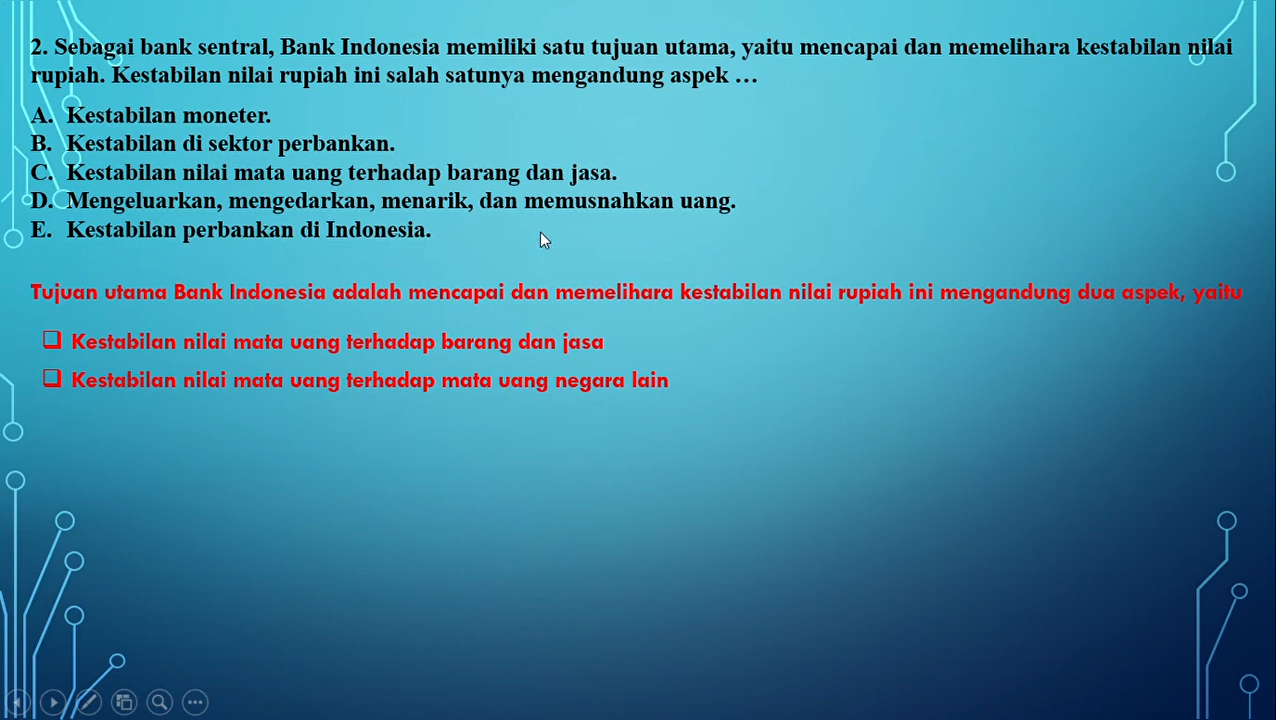 2. Sebagai bank sentral, Bank Indonesia memiliki satu tujuan utama, yaitu mencapai dan memelihara kestabilan nilai
rupiah. Kestabilan nilai rupiah ini salah satunya mengandung aspek …
A. Kestabilan moneter.
B. Kestabilan di sektor perbankan.
C. Kestabilan nilai mata uang terhadap barang dan jasa.
D. Mengeluarkan, mengedarkan, menarik, dan memusnahkan uang.
E. Kestabilan perbankan di Indonesia.
Tujuan utama Bank Indonesia adalah mencapai dan memelihara kestabilan nilai rupiah ini mengandung dua aspek, yaitu
❑ Kestabilan nilai mata uang terhadap barang dan jasa
❑ Kestabilan nilai mata uang terhadap mata uang negara lain